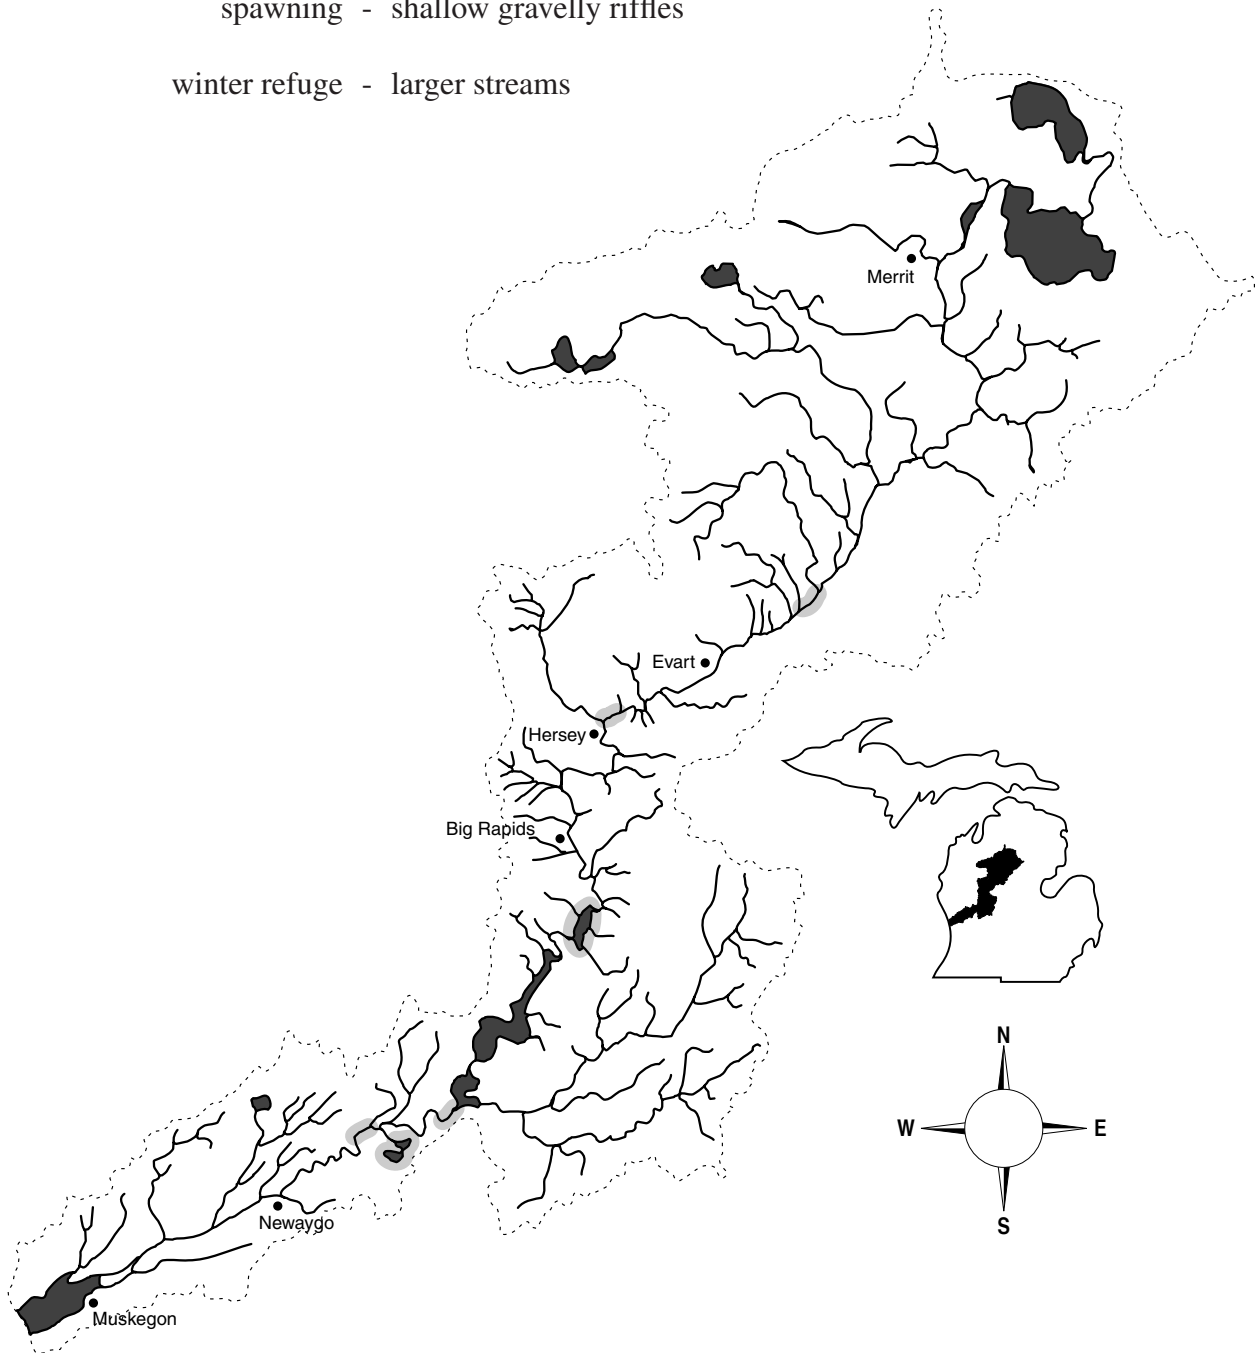 spawning - shallow gravelly riffles
winter refuge - larger streams
Merrit
Evart
Hersey
Big Rapids
N
W E
S
Newaygo
Muskegon